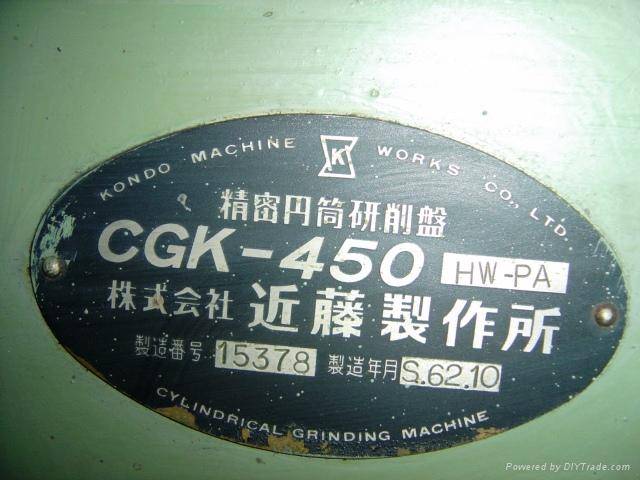 KONDO MACHINE K WORKS CO., LTD.
精密円筒研削盤
CGK-450 HW-PA
株式会社 近藤製作所
製造番号 15378 製造年月 S.62.10
CYLINDRICAL GRINDING MACHINE
Powered by DIYTrade.com